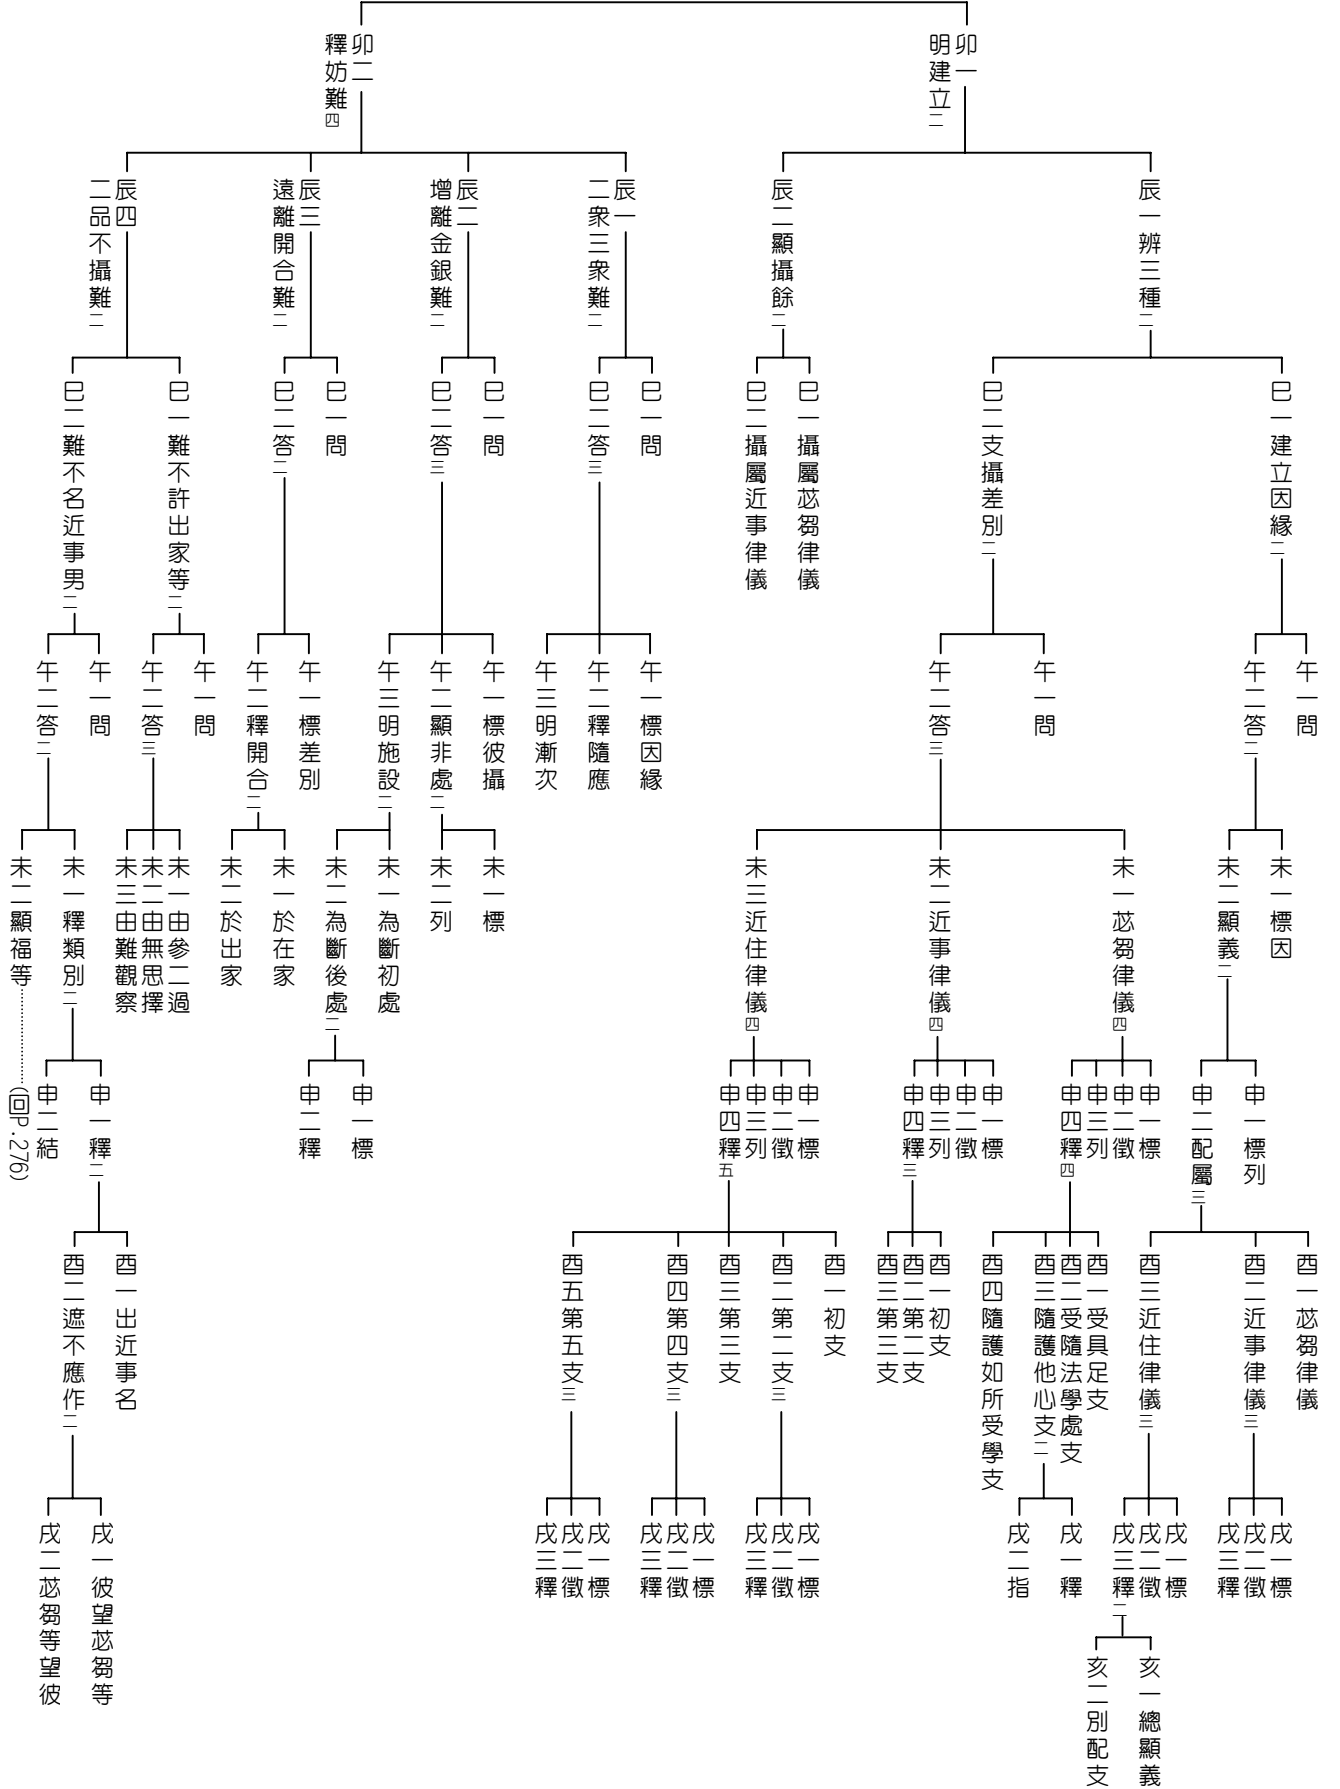 卯一
明建立二
卯二
釋妨難四
辰一辨三種二
辰二顯攝餘二
辰一
二眾三眾難二
辰二
增離金銀難二
辰三
遠離開合難二
辰四
二品不攝難二
巳一建立因緣二
巳二支攝差別二
巳一攝屬苾芻律儀
巳二攝屬近事律儀
巳一問
巳二答三
巳一問
巳二答三
巳一問
巳二答二
巳一難不許出家等二
巳二難不名近事男二
午一問
午二答二
午一問
午二答三
午一標因緣
午二釋隨應
午三明漸次
午一標彼攝
午二顯非處二
午三明施設二
午一標差別
午二釋開合二
午一問
午二答三
午一問
午二答二
未一標因
未二顯義二
未一苾芻律儀四
未二近事律儀四
未三近住律儀四
未一標
未二列
未一為斷初處
未二為斷後處二
未一於在家
未二於出家
未一由參二過
未二由無思擇
未三由難觀察
未一釋類別二
未二顯福等
(回P.276)
申一標列
申二配屬三
申一標
申二徵
申三列
申四釋四
申一標
申二徵
申三列
申四釋三
申一標
申二徵
申三列
申四釋五
申一標
申二釋
申一釋二
申二結
酉一苾芻律儀
酉二近事律儀三
酉三近住律儀三
酉一受具足支
酉二受隨法學處支
酉三隨護他心支二
酉四隨護如所受學支
酉一初支
酉二第二支
酉三第三支
酉一初支
酉二第二支三
酉三第三支
酉四第四支三
酉五第五支三
酉一出近事名
酉二遮不應作二
戌一標
戌二徵
戌三釋
戌一標
戌二徵
戌三釋二
戌一釋
戌二指
戌一標
戌二徵
戌三釋
戌一標
戌二徵
戌三釋
戌一標
戌二徵
戌三釋
戌一彼望苾芻等
戌二苾芻等望彼
亥一總顯義
亥二別配支